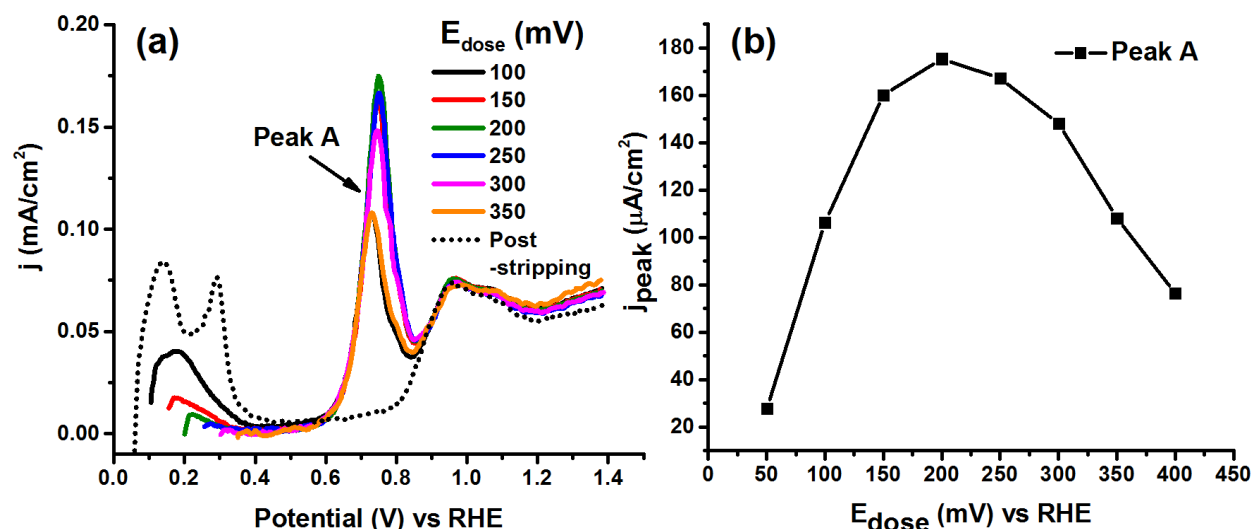 (a)
E_dose (mV)
100
150
200
250
300
350
Post
-stripping
Peak A
j (mA/cm²)
0.20
0.15
0.10
0.05
0.00
0.0 0.2 0.4 0.6 0.8 1.0 1.2 1.4
Potential (V) vs RHE
(b)
Peak A
j_peak (μA/cm²)
180
160
140
120
100
80
60
40
20
0 50 100 150 200 250 300 350 400 450
E_dose (mV) vs RHE